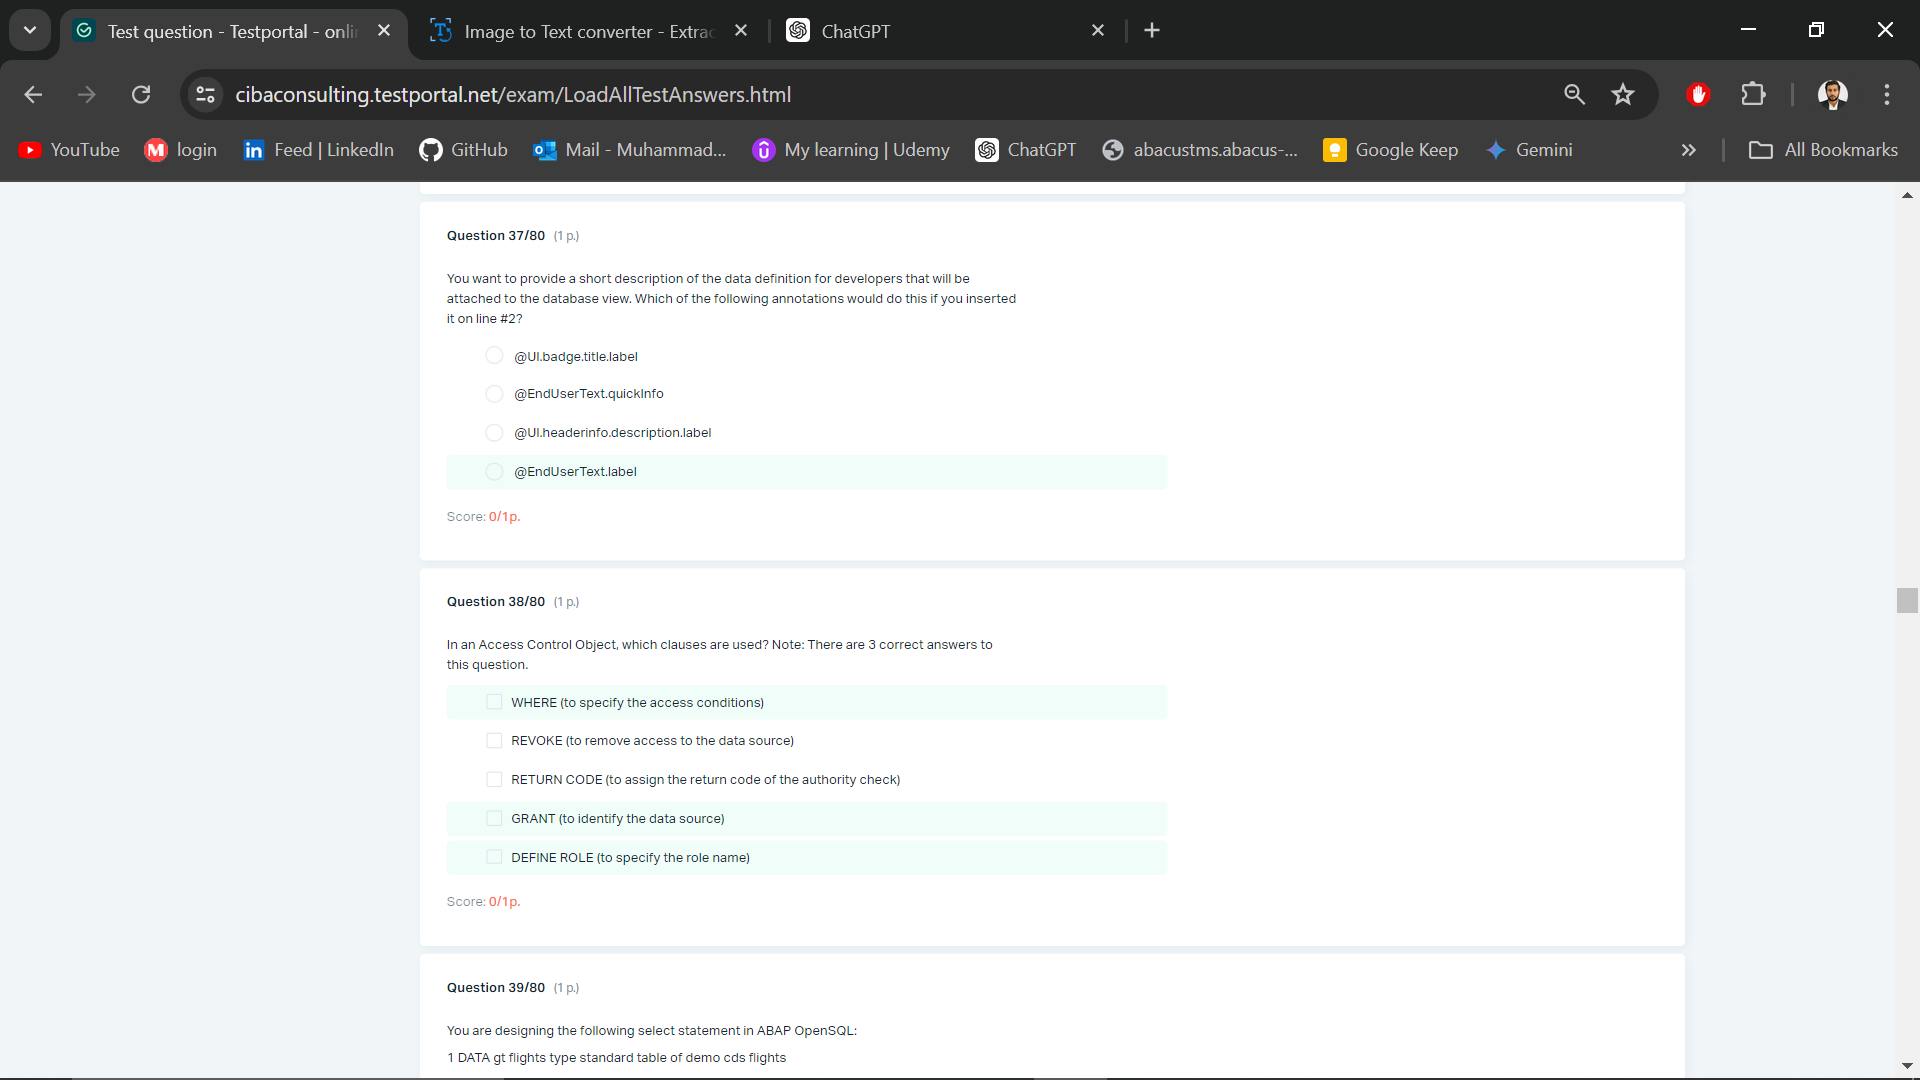 Test question - Testportal - onli
Image to Text converter - Extrac
ChatGPT
cibaconsulting.testportal.net/exam/LoadAllTestAnswers.html
YouTube
login
Feed | LinkedIn
GitHub
Mail - Muhammad...
My learning | Udemy
ChatGPT
abacustms.abacus-...
Google Keep
Gemini
All Bookmarks
Question 37/80 (1 p.)
You want to provide a short description of the data definition for developers that will be
attached to the database view. Which of the following annotations would do this if you inserted
it on line #2?
@UI.badge.title.label
@EndUserText.quickInfo
@UI.headerinfo.description.label
@EndUserText.label
Score: 0/1p.
Question 38/80 (1 p.)
In an Access Control Object, which clauses are used? Note: There are 3 correct answers to
this question.
WHERE (to specify the access conditions)
REVOKE (to remove access to the data source)
RETURN CODE (to assign the return code of the authority check)
GRANT (to identify the data source)
DEFINE ROLE (to specify the role name)
Score: 0/1p.
Question 39/80 (1 p.)
You are designing the following select statement in ABAP OpenSQL:
1 DATA gt flights type standard table of demo cds flights